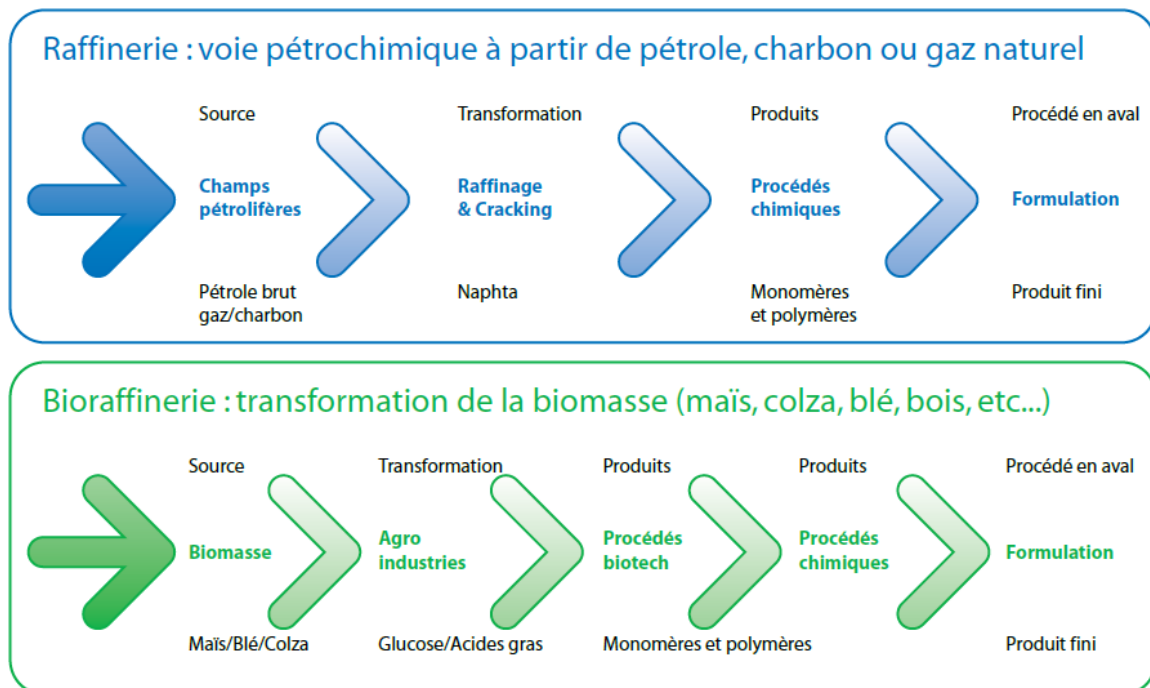 Raffinerie : voie pétrochimique à partir de pétrole, charbon ou gaz naturel
Source
Transformation
Produits
Procédé en aval
Champs
pétrolifères
Raffinage
& Cracking
Procédés
chimiques
Formulation
Pétrole brut
gaz/charbon
Naphta
Monomères
et polymères
Produit fini
Bioraffinerie : transformation de la biomasse (maïs, colza, blé, bois, etc...)
Source
Transformation
Produits
Produits
Procédé en aval
Biomasse
Agro
industries
Procédés
biotech
Procédés
chimiques
Formulation
Maïs/Blé/Colza
Glucose/Acides gras
Monomères et polymères
Produit fini